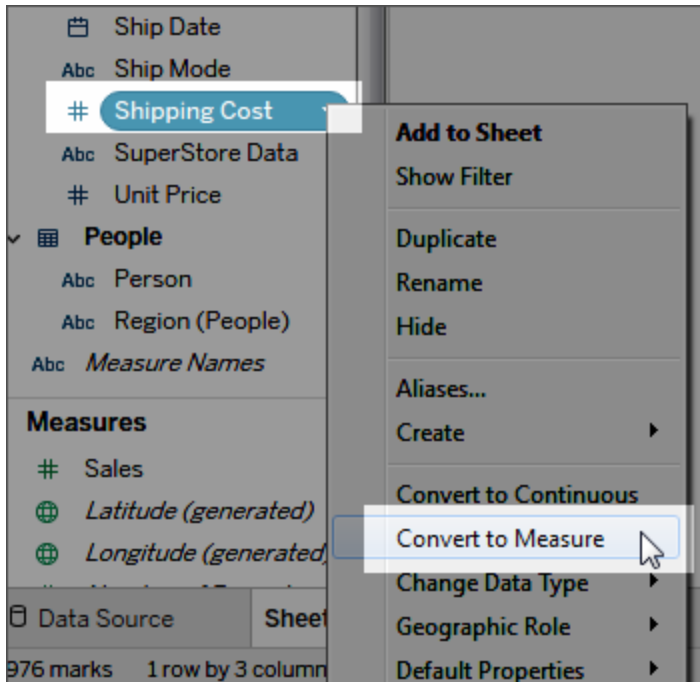 Ship Date
Abc Ship Mode
# Shipping Cost
Abc SuperStore Data
# Unit Price
People
Abc Person
Abc Region (People)
Abc Measure Names
Measures
# Sales
Latitude (generated)
Longitude (generated)
Data Source
Sheet
976 marks 1 row by 3 column
Add to Sheet
Show Filter
Duplicate
Rename
Hide
Aliases...
Create
Convert to Continuous
Convert to Measure
Change Data Type
Geographic Role
Default Properties